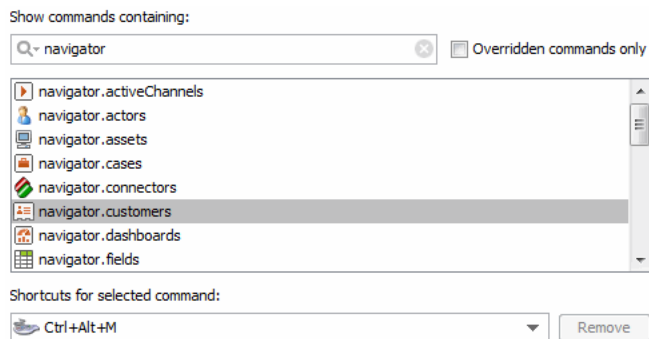 Show commands containing:
navigator
Overridden commands only
navigator.activeChannels
navigator.actors
navigator.assets
navigator.cases
navigator.connectors
navigator.customers
navigator.dashboards
navigator.fields
Shortcuts for selected command:
Ctrl+Alt+M
Remove